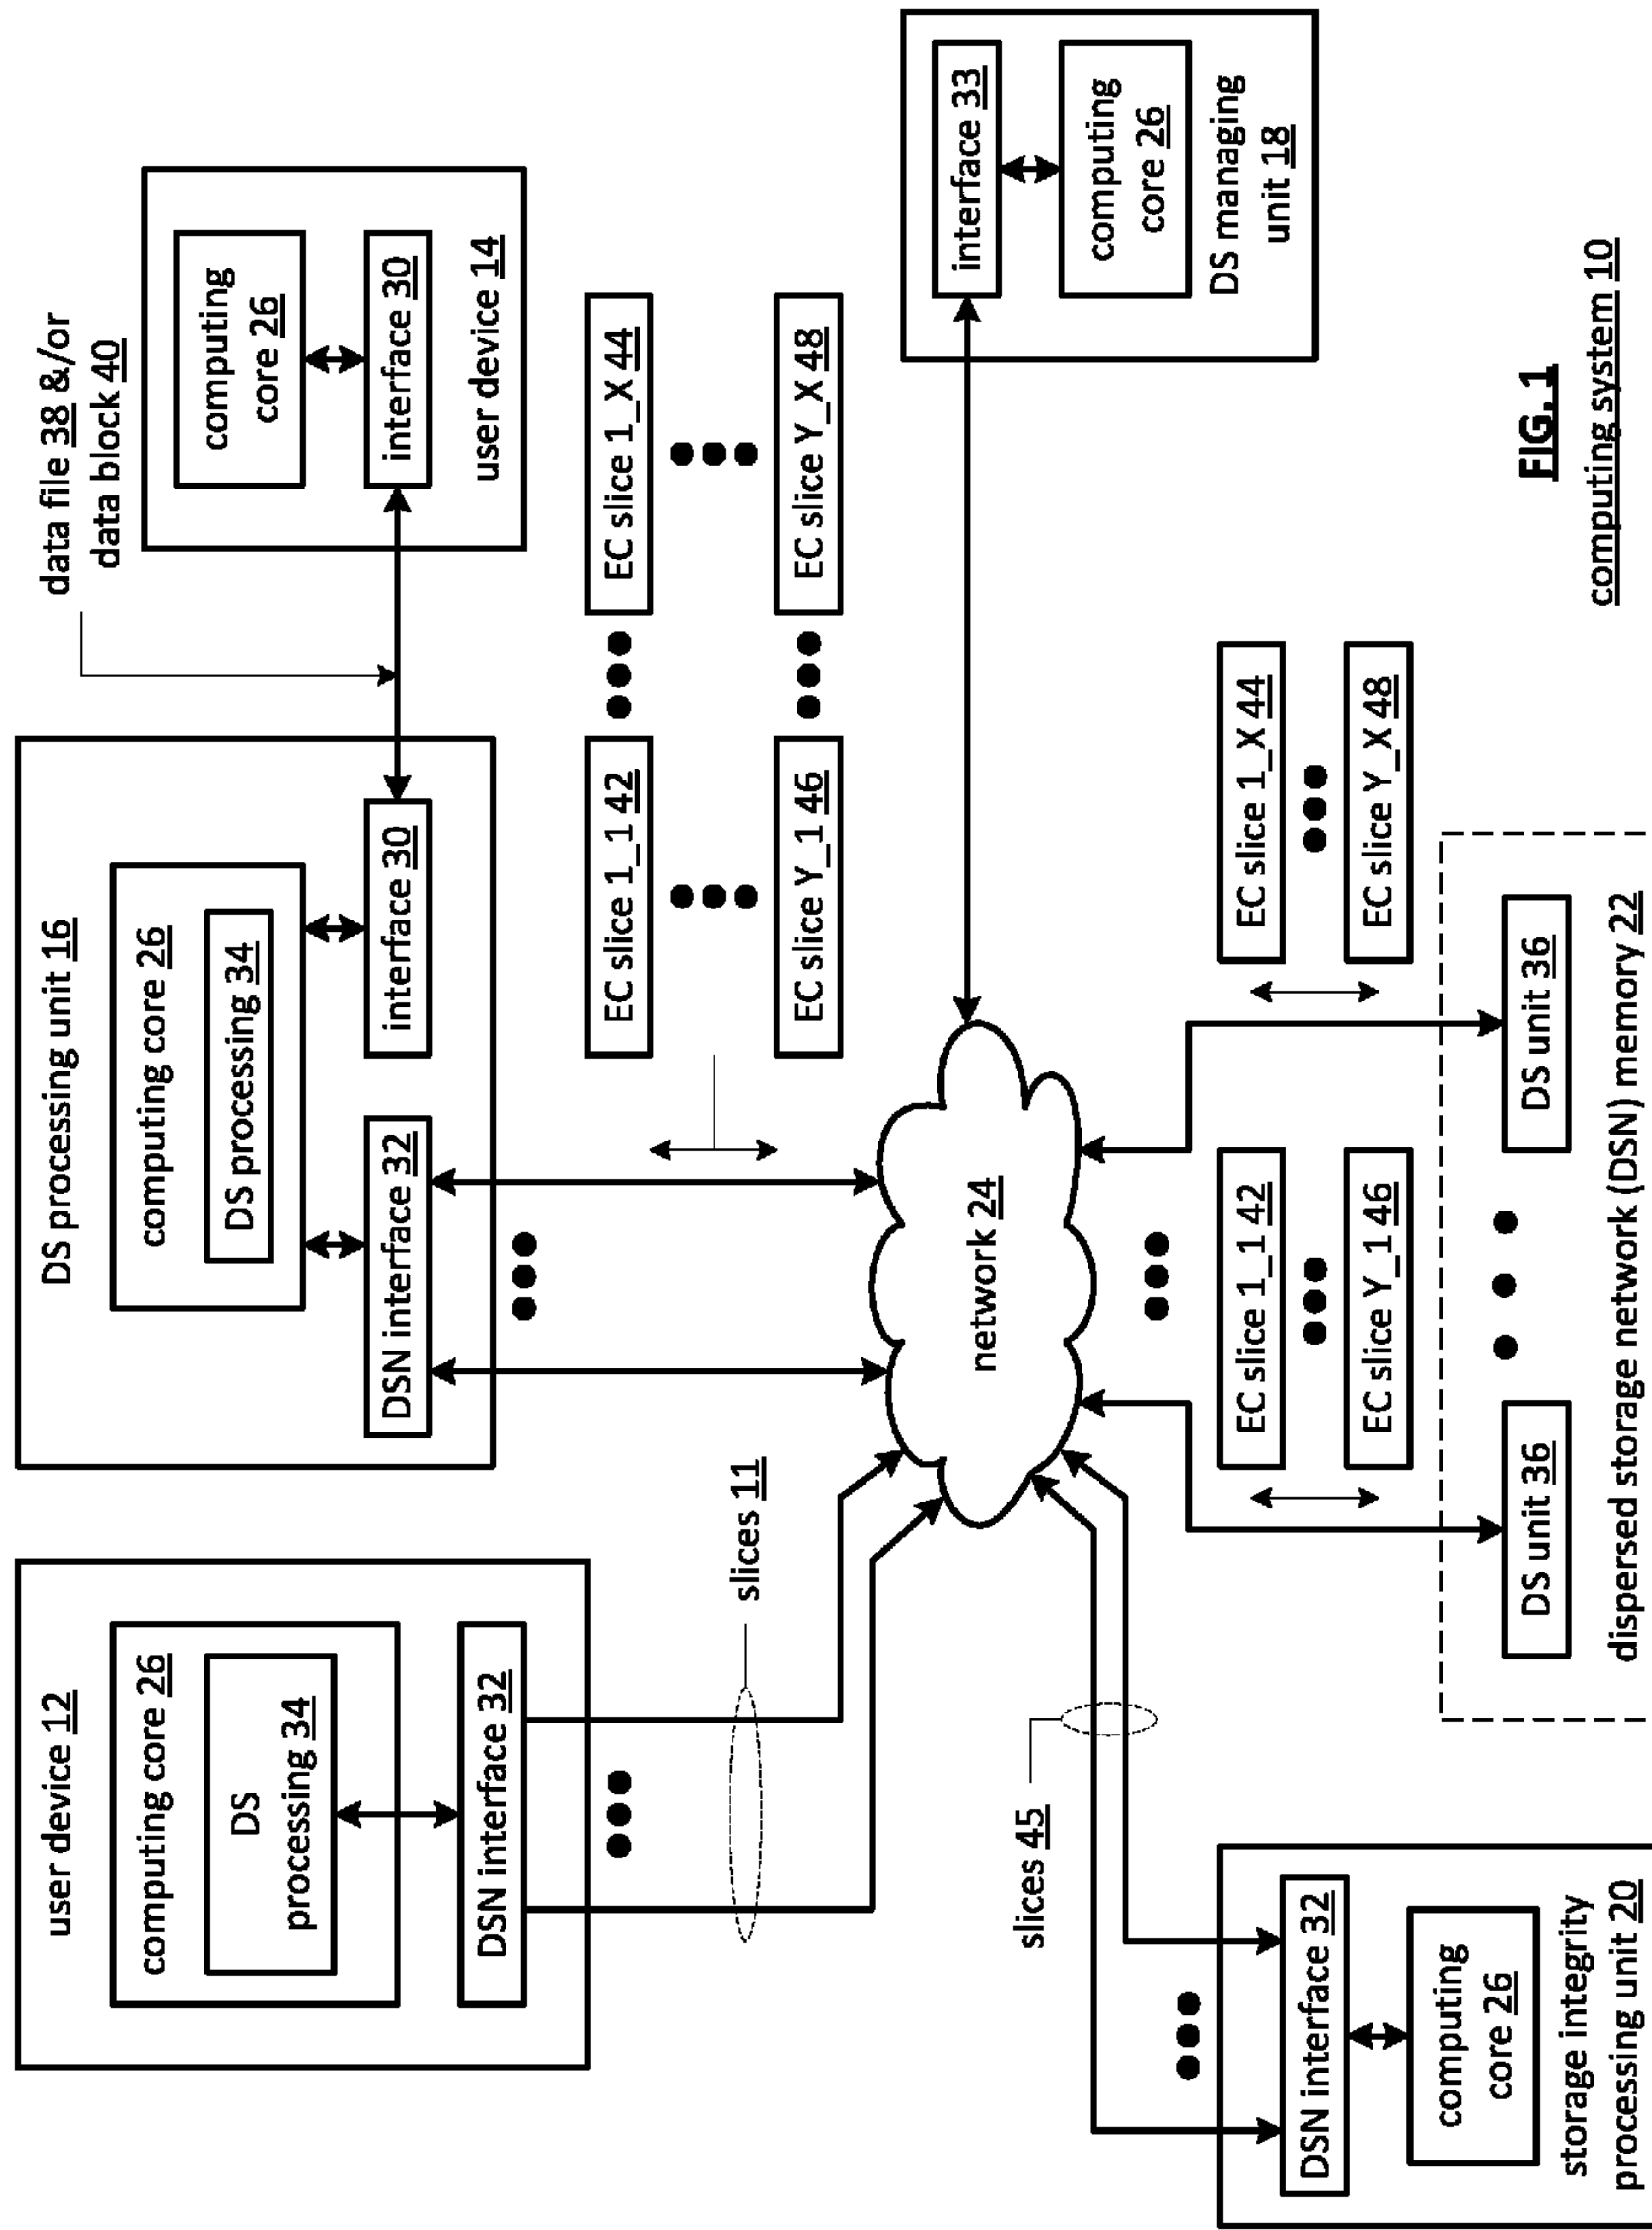 user device 12
computing core 26
DS
processing 34
DSN interface 32
DS processing unit 16
computing core 26
DS processing 34
DSN interface 32
interface 30
data file 38 &/or
data block 40
computing
core 26
interface 30
user device 14
slices 11
EC slice 1_1 42
EC slice 1_X 44
EC slice Y_1 46
EC slice Y_X 48
network 24
interface 33
computing
core 26
DS managing
unit 18
slices 45
DSN interface 32
computing
core 26
storage integrity
processing unit 20
EC slice 1_1 42
EC slice Y_1 46
EC slice 1_X 44
EC slice Y_X 48
DS unit 36
DS unit 36
dispersed storage network (DSN) memory 22
FIG. 1
computing system 10